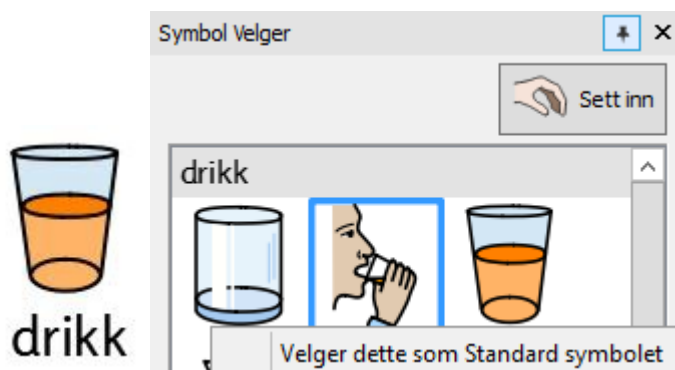 drikk
Symbol Velger
Sett inn
drikk
Velger dette som Standard symbolet